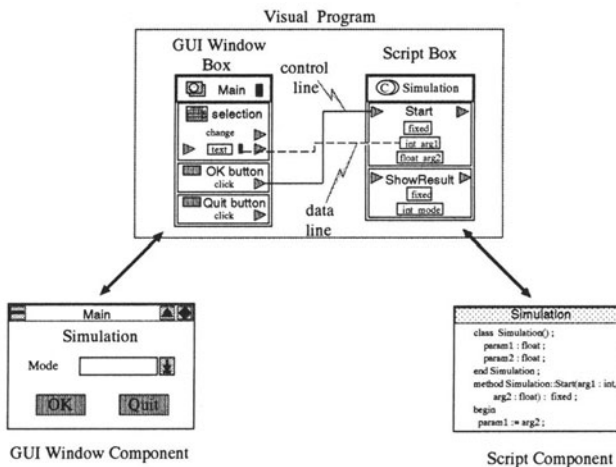 Visual Program
GUI Window
Box
Script Box
control
line
Main
selection
change
text
OK button
click
Quit button
click
C Simulation
Start
fixed
int arg1
float arg2
ShowResult
fixed
int mode
data
line
Main
Simulation
Mode
OK
Quit
GUI Window Component
Simulation
class Simulation() ;
param1 : float ;
param2 : float ;
end Simulation ;
method Simulation::Start(arg1 : int,
arg2 : float) : fixed ;
begin
param1 := arg2 ;
Script Component